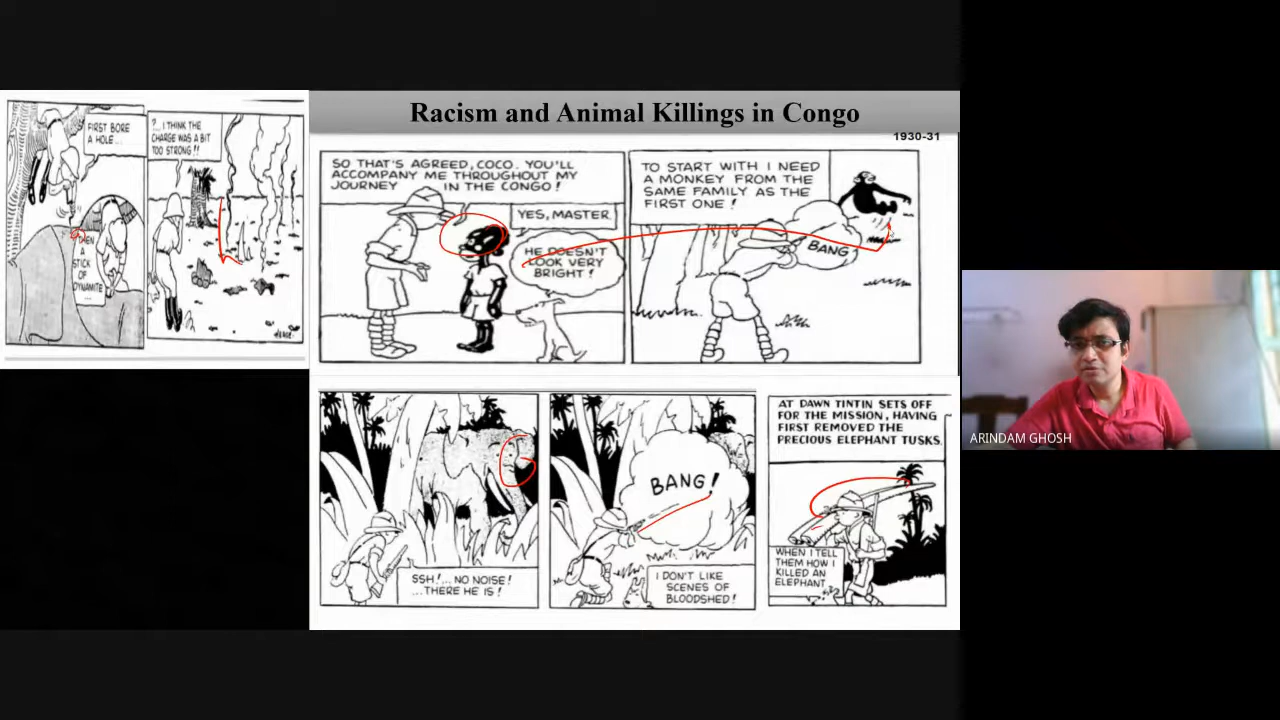 Racism and Animal Killings in Congo
1930-31
FIRST BORE
A HOLE...
THEN
A
STICK
OF
DYNAMITE
...
?...I THINK THE
CHARGE WAS A BIT
TOO STRONG!!
SO THAT'S AGREED, COCO. YOU'LL
ACCOMPANY ME THROUGHOUT MY
JOURNEY IN THE CONGO!
YES, MASTER.
HE DOESN'T
LOOK VERY
BRIGHT!
TO START WITH I NEED
A MONKEY FROM THE
SAME FAMILY AS THE
FIRST ONE!
BANG!
SSH!... NO NOISE!
...THERE HE IS!
BANG!
I DON'T LIKE
SCENES OF
BLOODSHED!
AT DAWN TINTIN SETS OFF
FOR THE MISSION, HAVING
FIRST REMOVED THE
PRECIOUS ELEPHANT TUSKS.
WHEN I TELL
THEM HOW I
KILLED AN
ELEPHANT
ARINDAM GHOSH